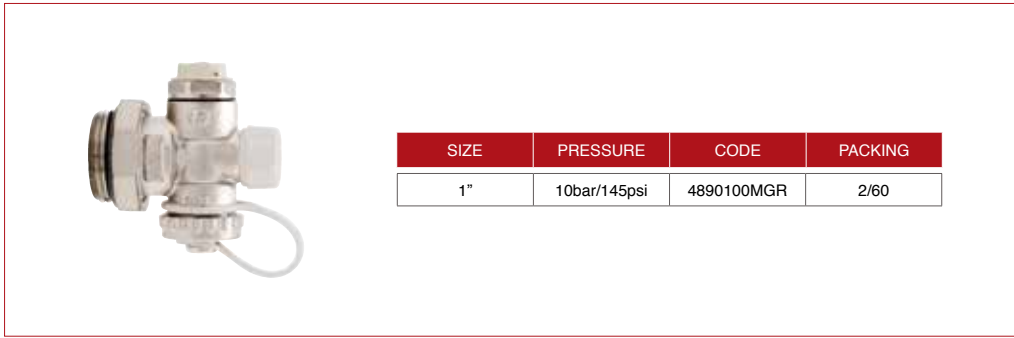 SIZE PRESSURE CODE PACKING
1” 10bar/145psi 4890100MGR 2/60